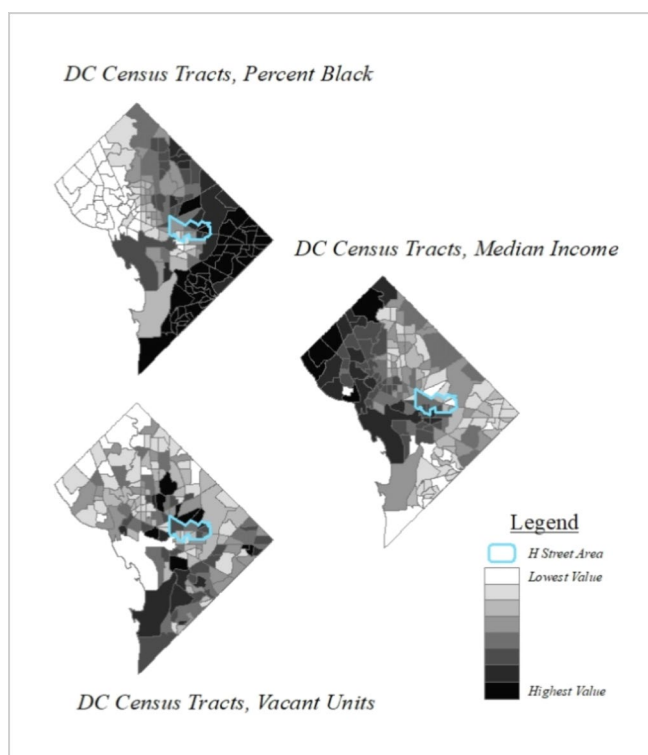 DC Census Tracts, Percent Black
DC Census Tracts, Median Income
Legend
H Street Area
Lowest Value
Highest Value
DC Census Tracts, Vacant Units